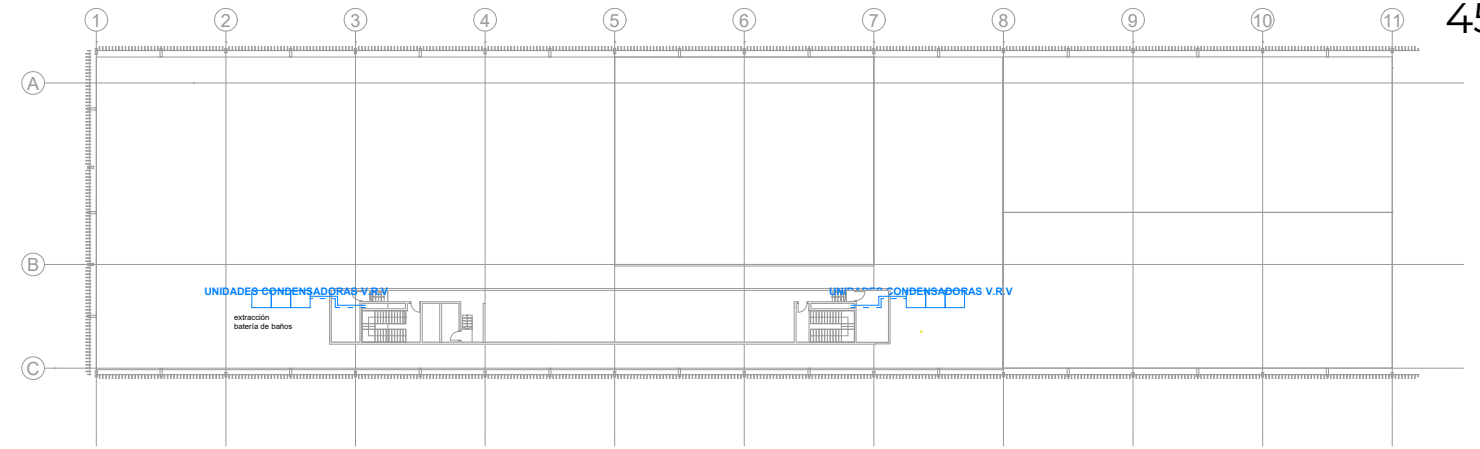 1 2 3 4 5 6 7 8 9 10 11 45
A
B
UNIDADES CONDENSADORAS V.R.V UNIDADES CONDENSADORAS V.R.V
extracción
batería de baños
C